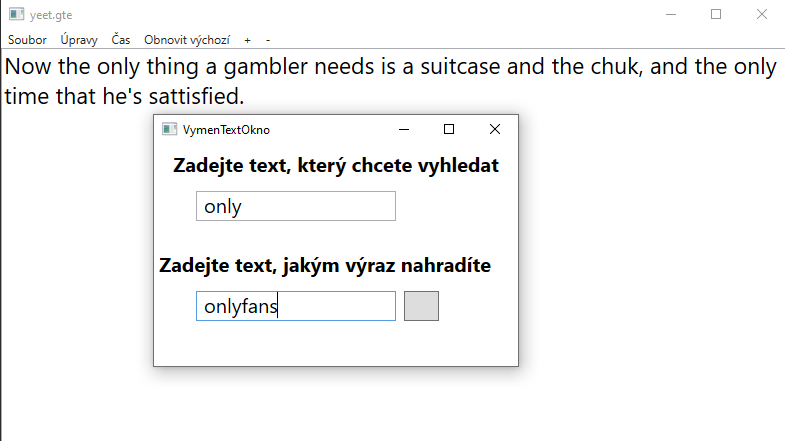 yeet.gte
Soubor Úpravy Čas Obnovit výchozí + -
Now the only thing a gambler needs is a suitcase and the chuk, and the only
time that he's sattisfied.
VymenTextOkno
Zadejte text, který chcete vyhledat
only
Zadejte text, jakým výraz nahradíte
onlyfans